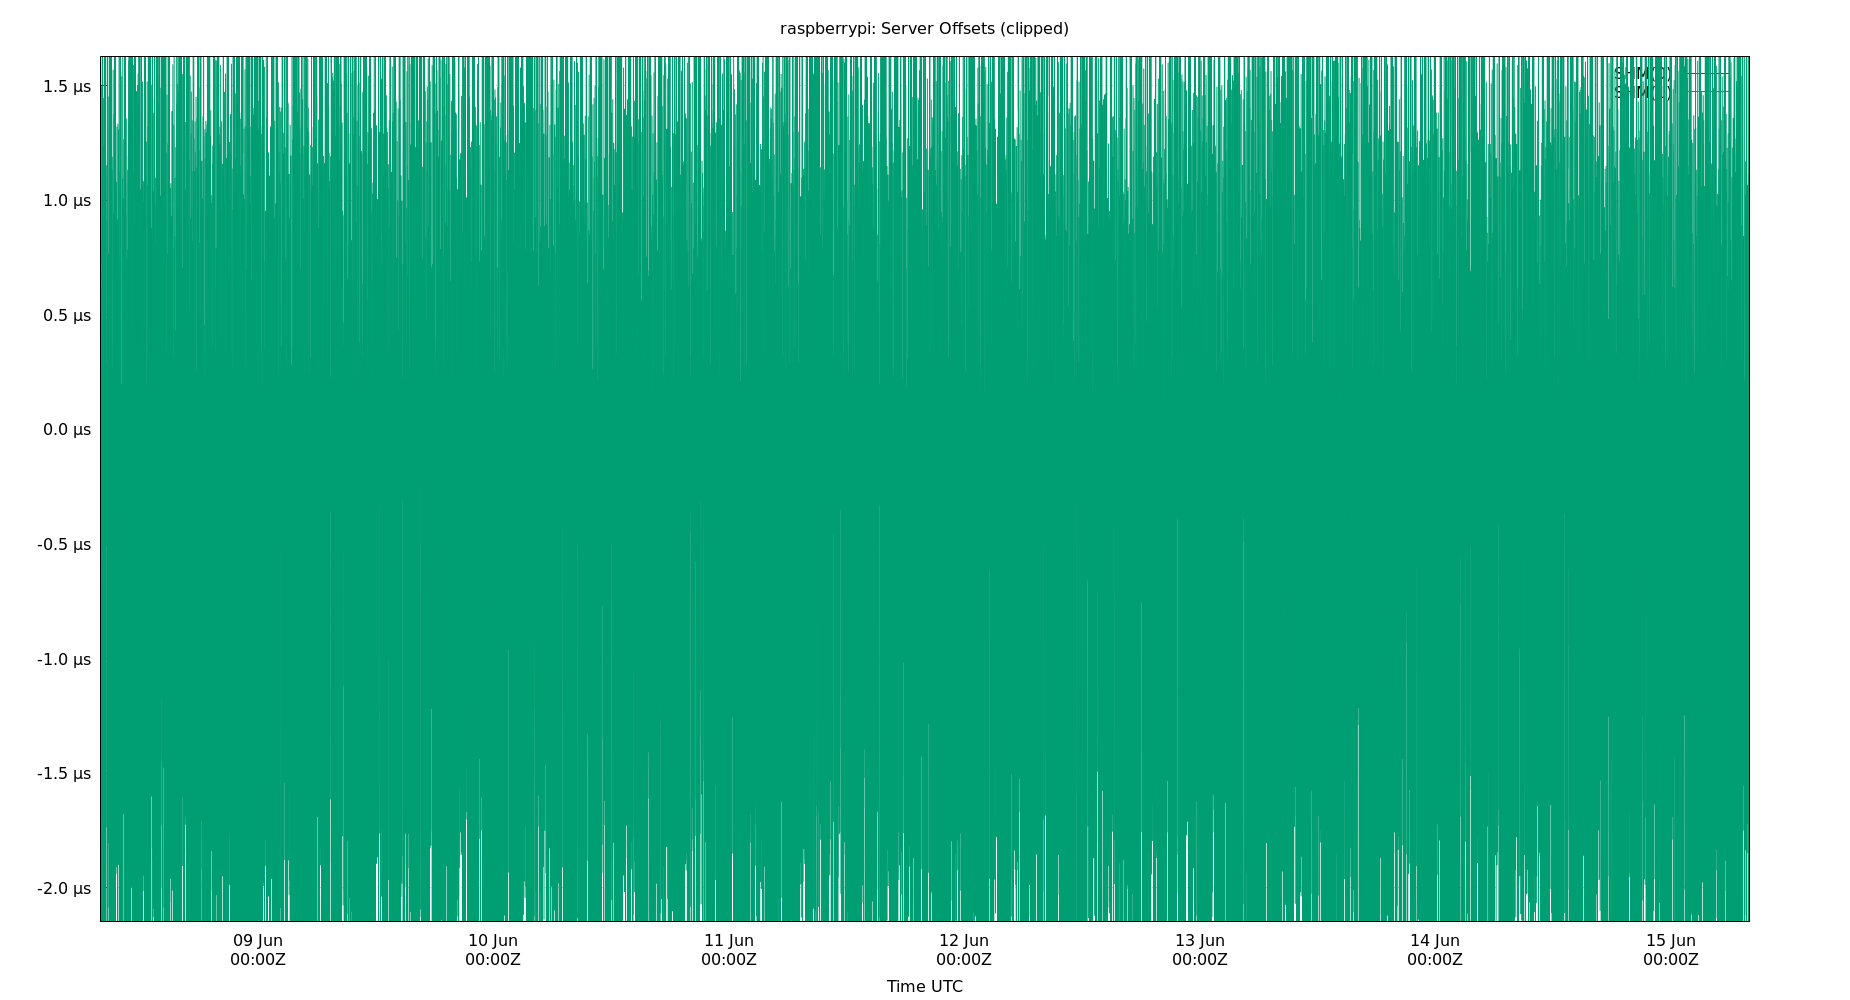 raspberrypi: Server Offsets (clipped)
1.5 µs
1.0 µs
0.5 µs
0.0 µs
-0.5 µs
-1.0 µs
-1.5 µs
-2.0 µs
09 Jun 10 Jun 11 Jun 12 Jun 13 Jun 14 Jun 15 Jun
00:00Z 00:00Z 00:00Z 00:00Z 00:00Z 00:00Z 00:00Z
Time UTC